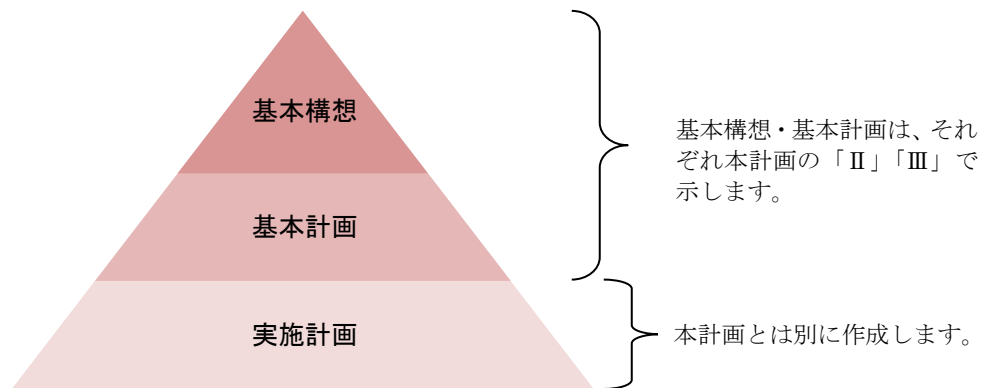 基本構想
基本計画
実施計画
基本構想・基本計画は、それ
ぞれ本計画の「Ⅱ」「Ⅲ」で
示します。
本計画とは別に作成します。